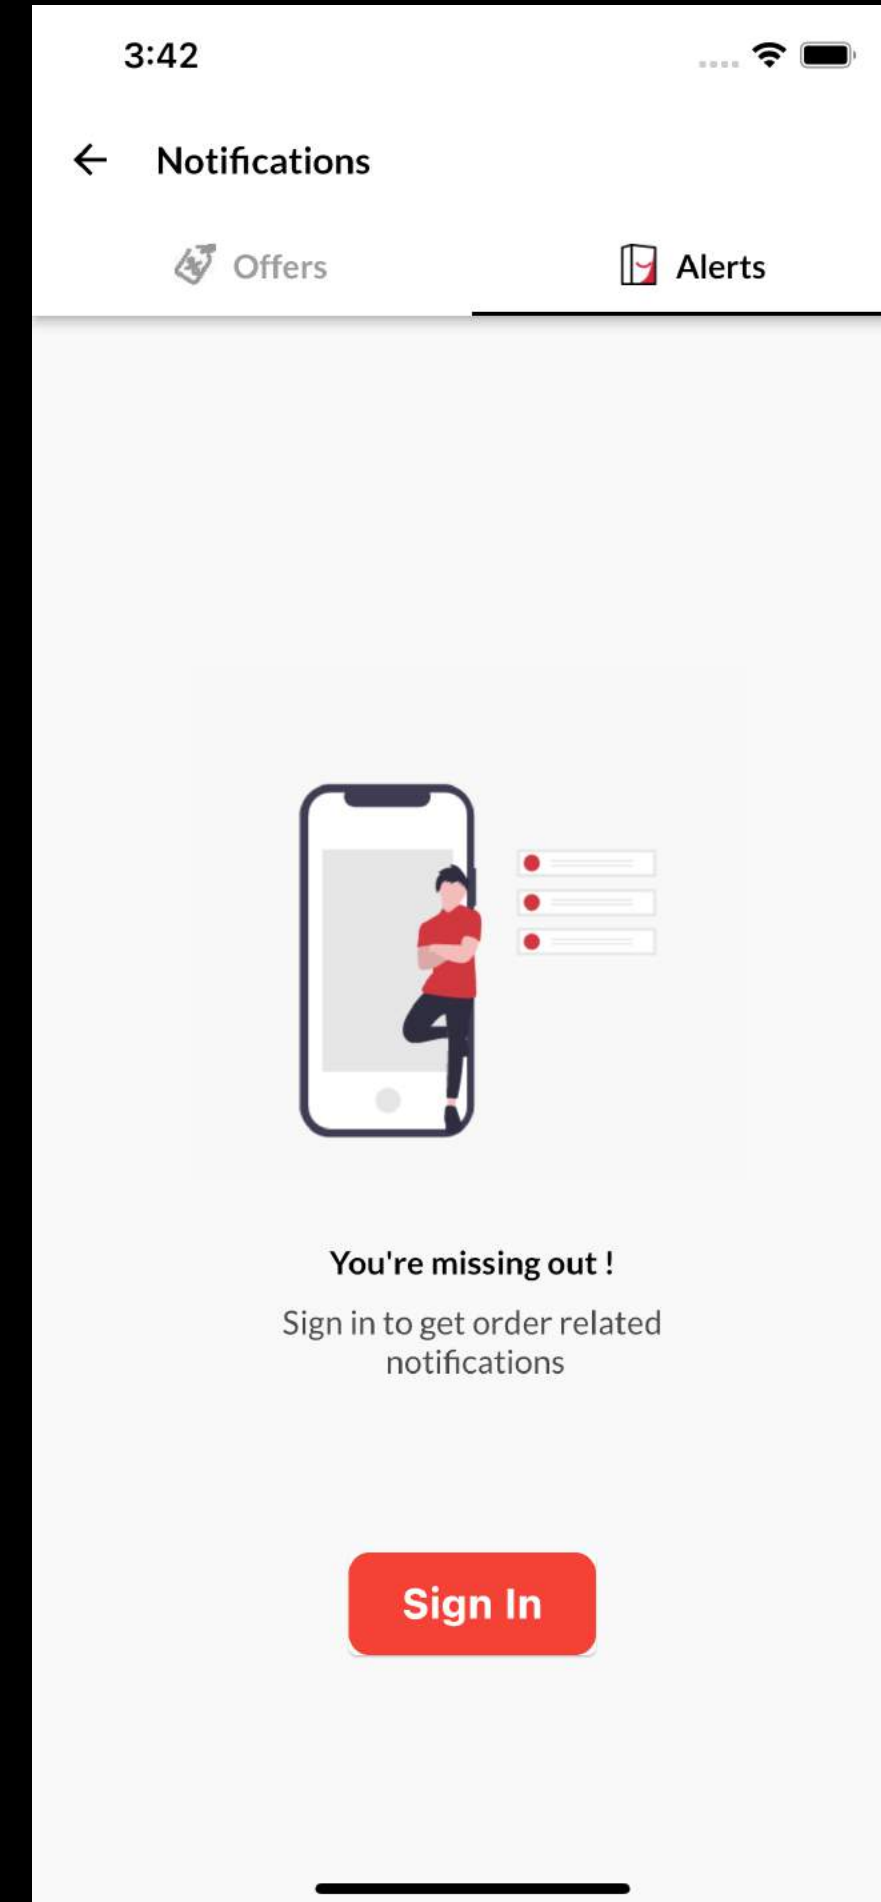 3:42
Notifications
Offers
Alerts
You're missing out !
Sign in to get order related
notifications
Sign In